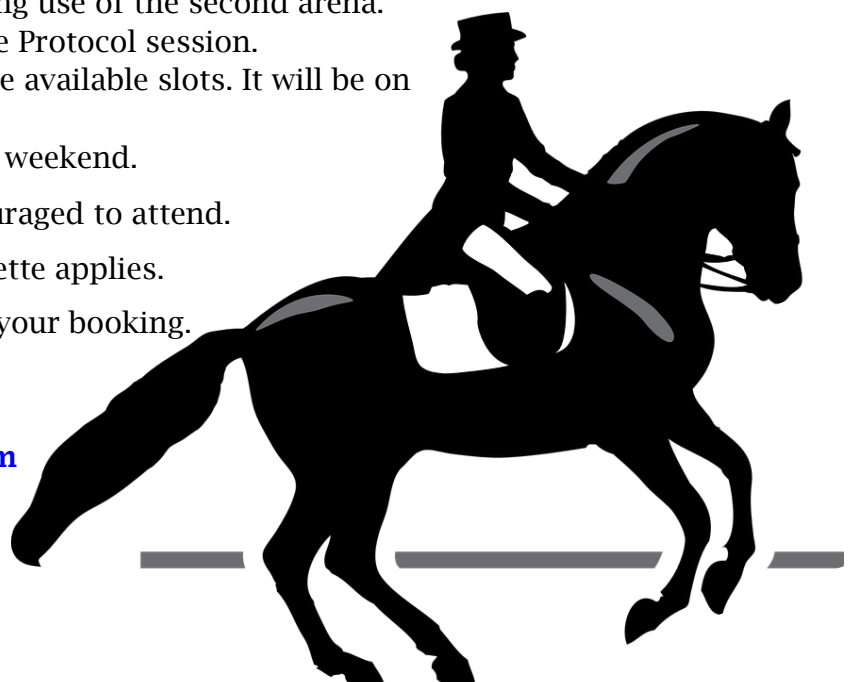 ng use of the second arena.
e Protocol session.
e available slots. It will be on
weekend.
uraged to attend.
ette applies.
your booking.
m